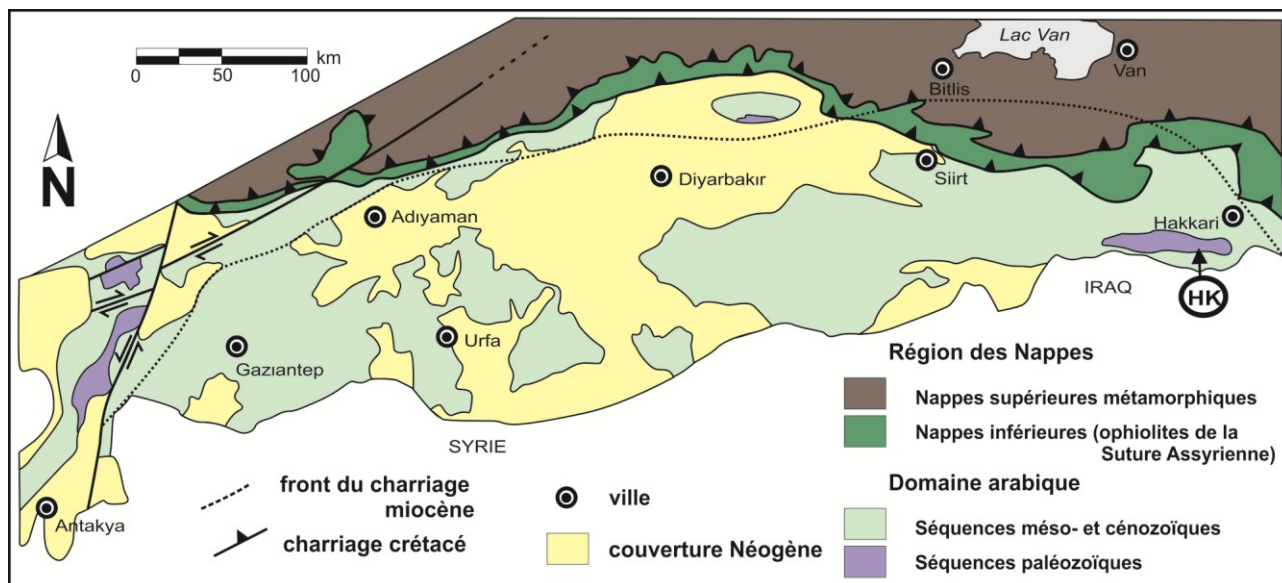 km
0 50 100
N
Lac Van
Van
Bitlis
Siirt
Diyarbakır
Adıyaman
Hakkari
IRAQ
HK
Urfa
Gazıantep
SYRIE
Antakya
front du charriage
miocène
charriage crétacé
ville
couverture Néogène
Région des Nappes
Nappes supérieures métamorphiques
Nappes inférieures (ophiolites de la
Suture Assyrienne)
Domaine arabique
Séquences méso- et cénozoïques
Séquences paléozoïques